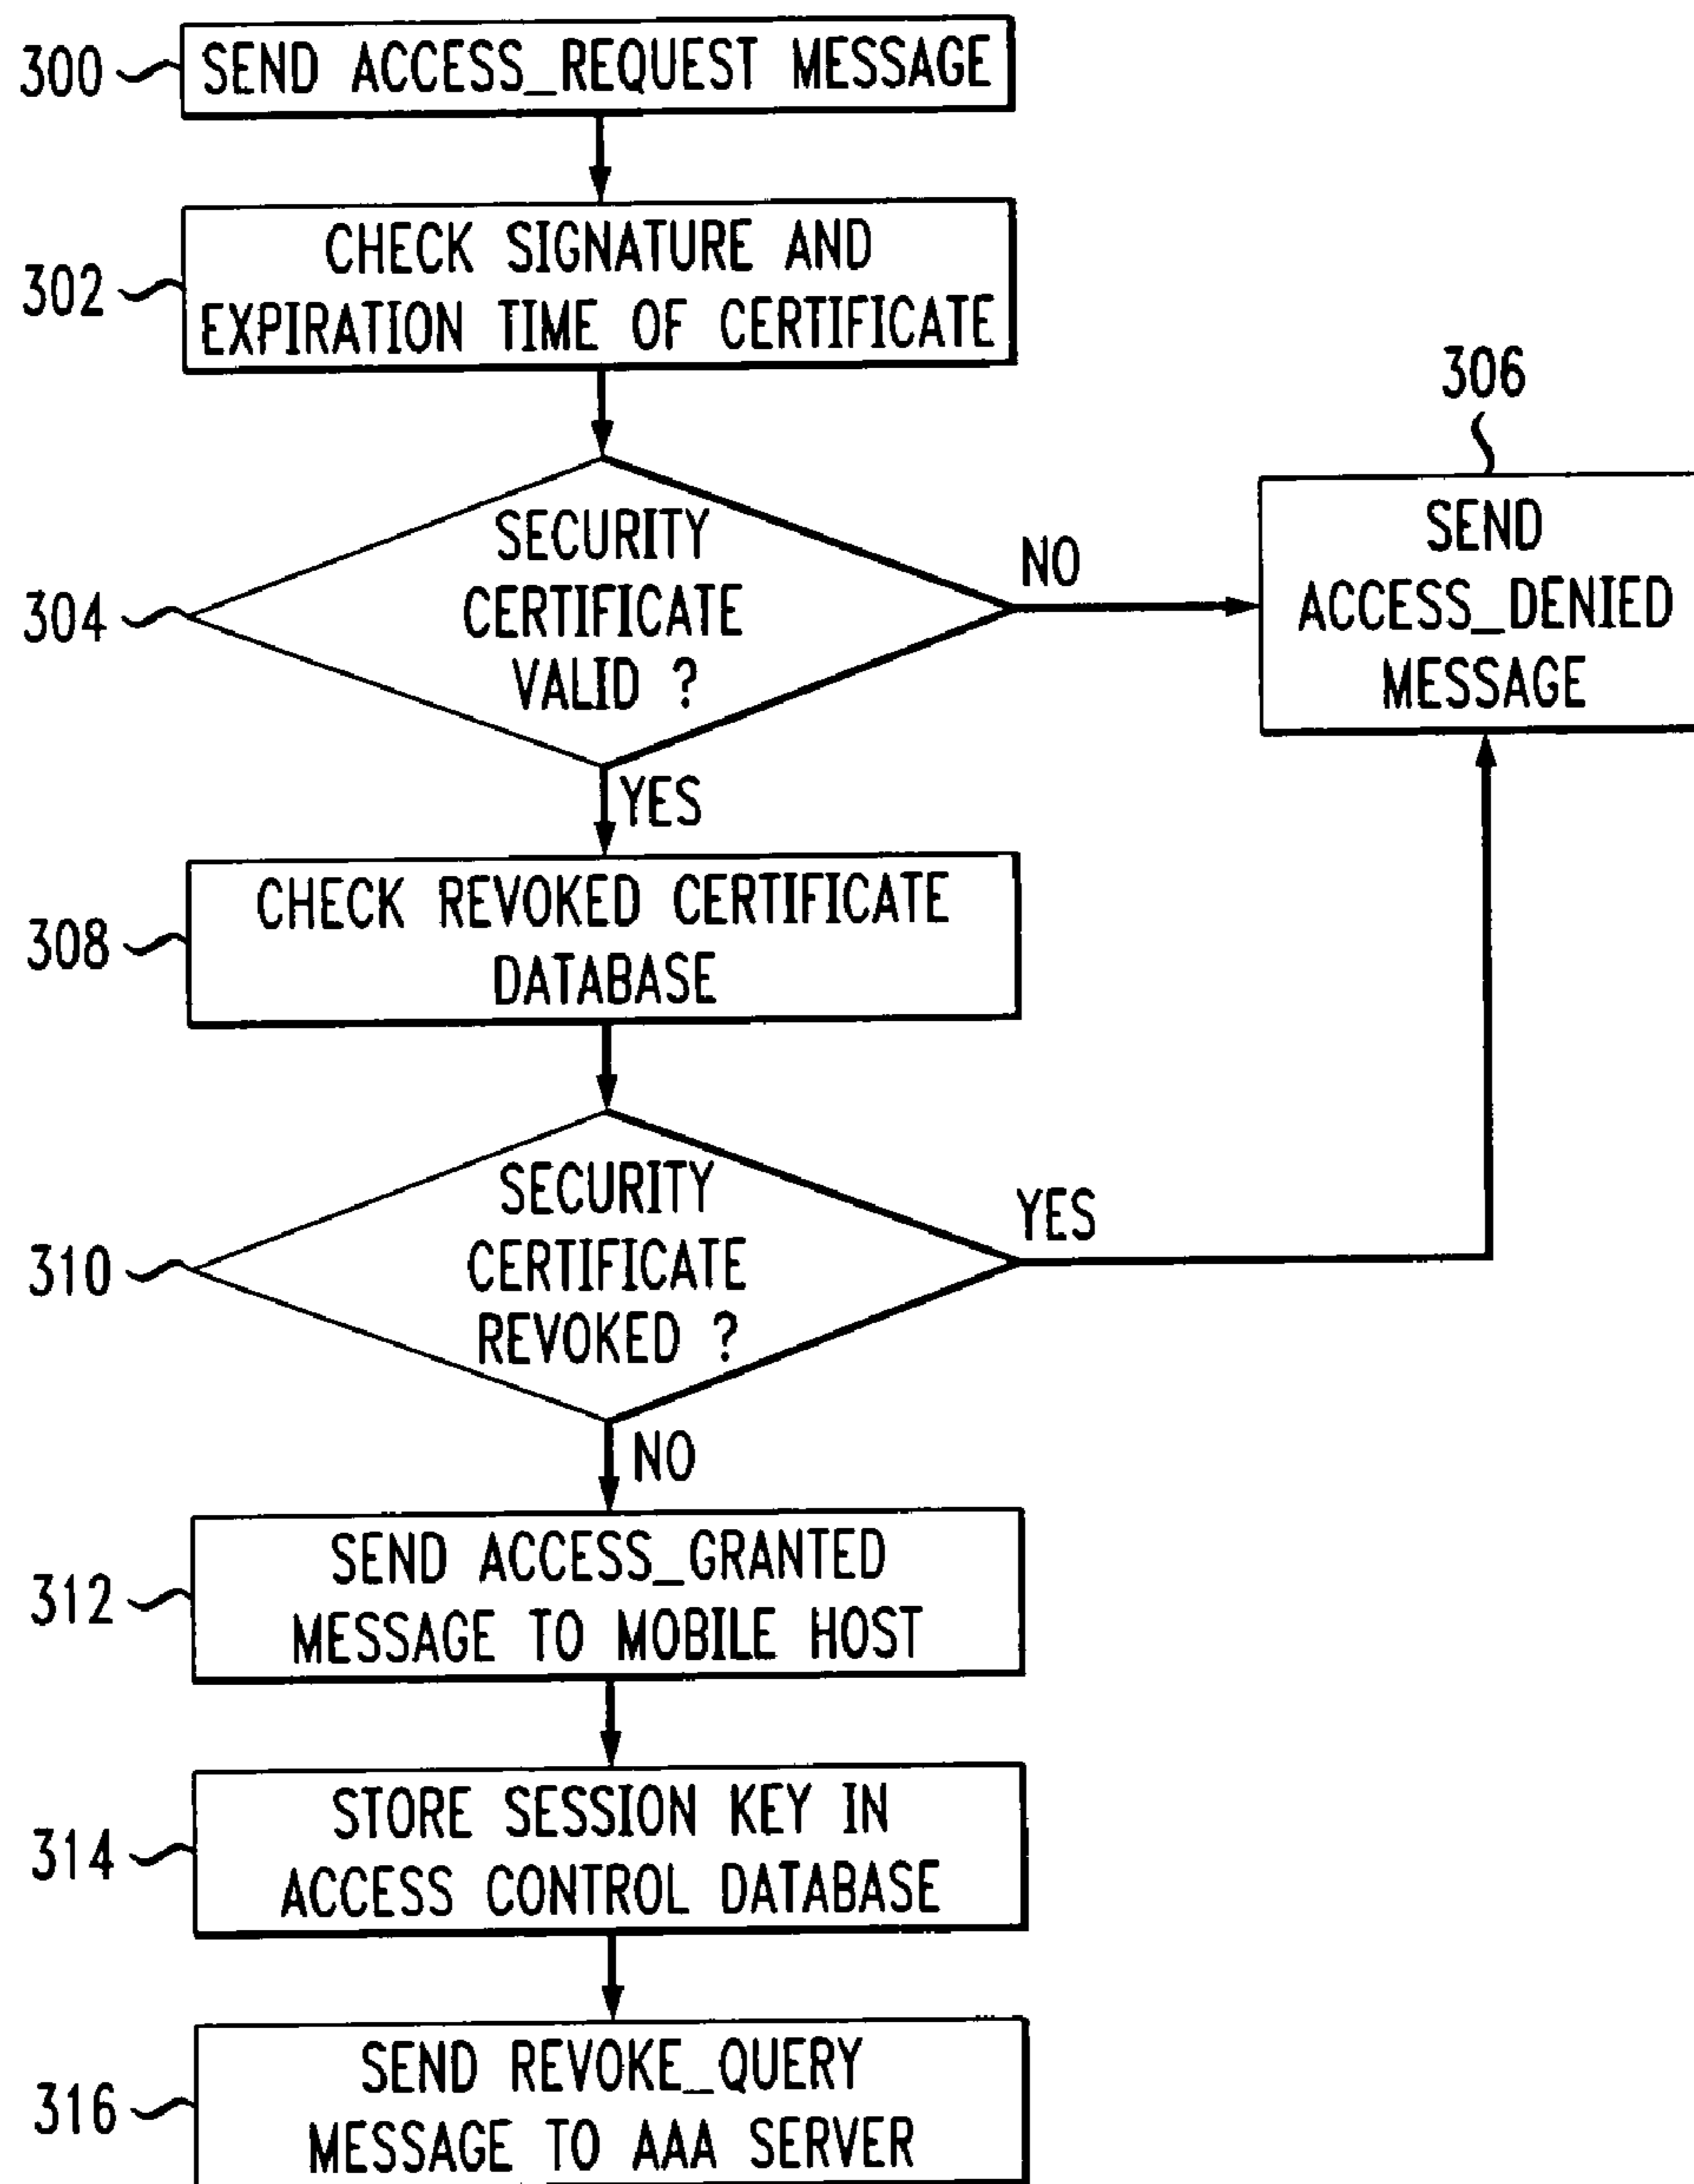 300
SEND ACCESS_REQUEST MESSAGE
302
CHECK SIGNATURE AND
EXPIRATION TIME OF CERTIFICATE
304
SECURITY
CERTIFICATE
VALID ?
NO
306
SEND
ACCESS_DENIED
MESSAGE
YES
308
CHECK REVOKED CERTIFICATE
DATABASE
310
SECURITY
CERTIFICATE
REVOKED ?
YES
NO
312
SEND ACCESS_GRANTED
MESSAGE TO MOBILE HOST
314
STORE SESSION KEY IN
ACCESS CONTROL DATABASE
316
SEND REVOKE_QUERY
MESSAGE TO AAA SERVER